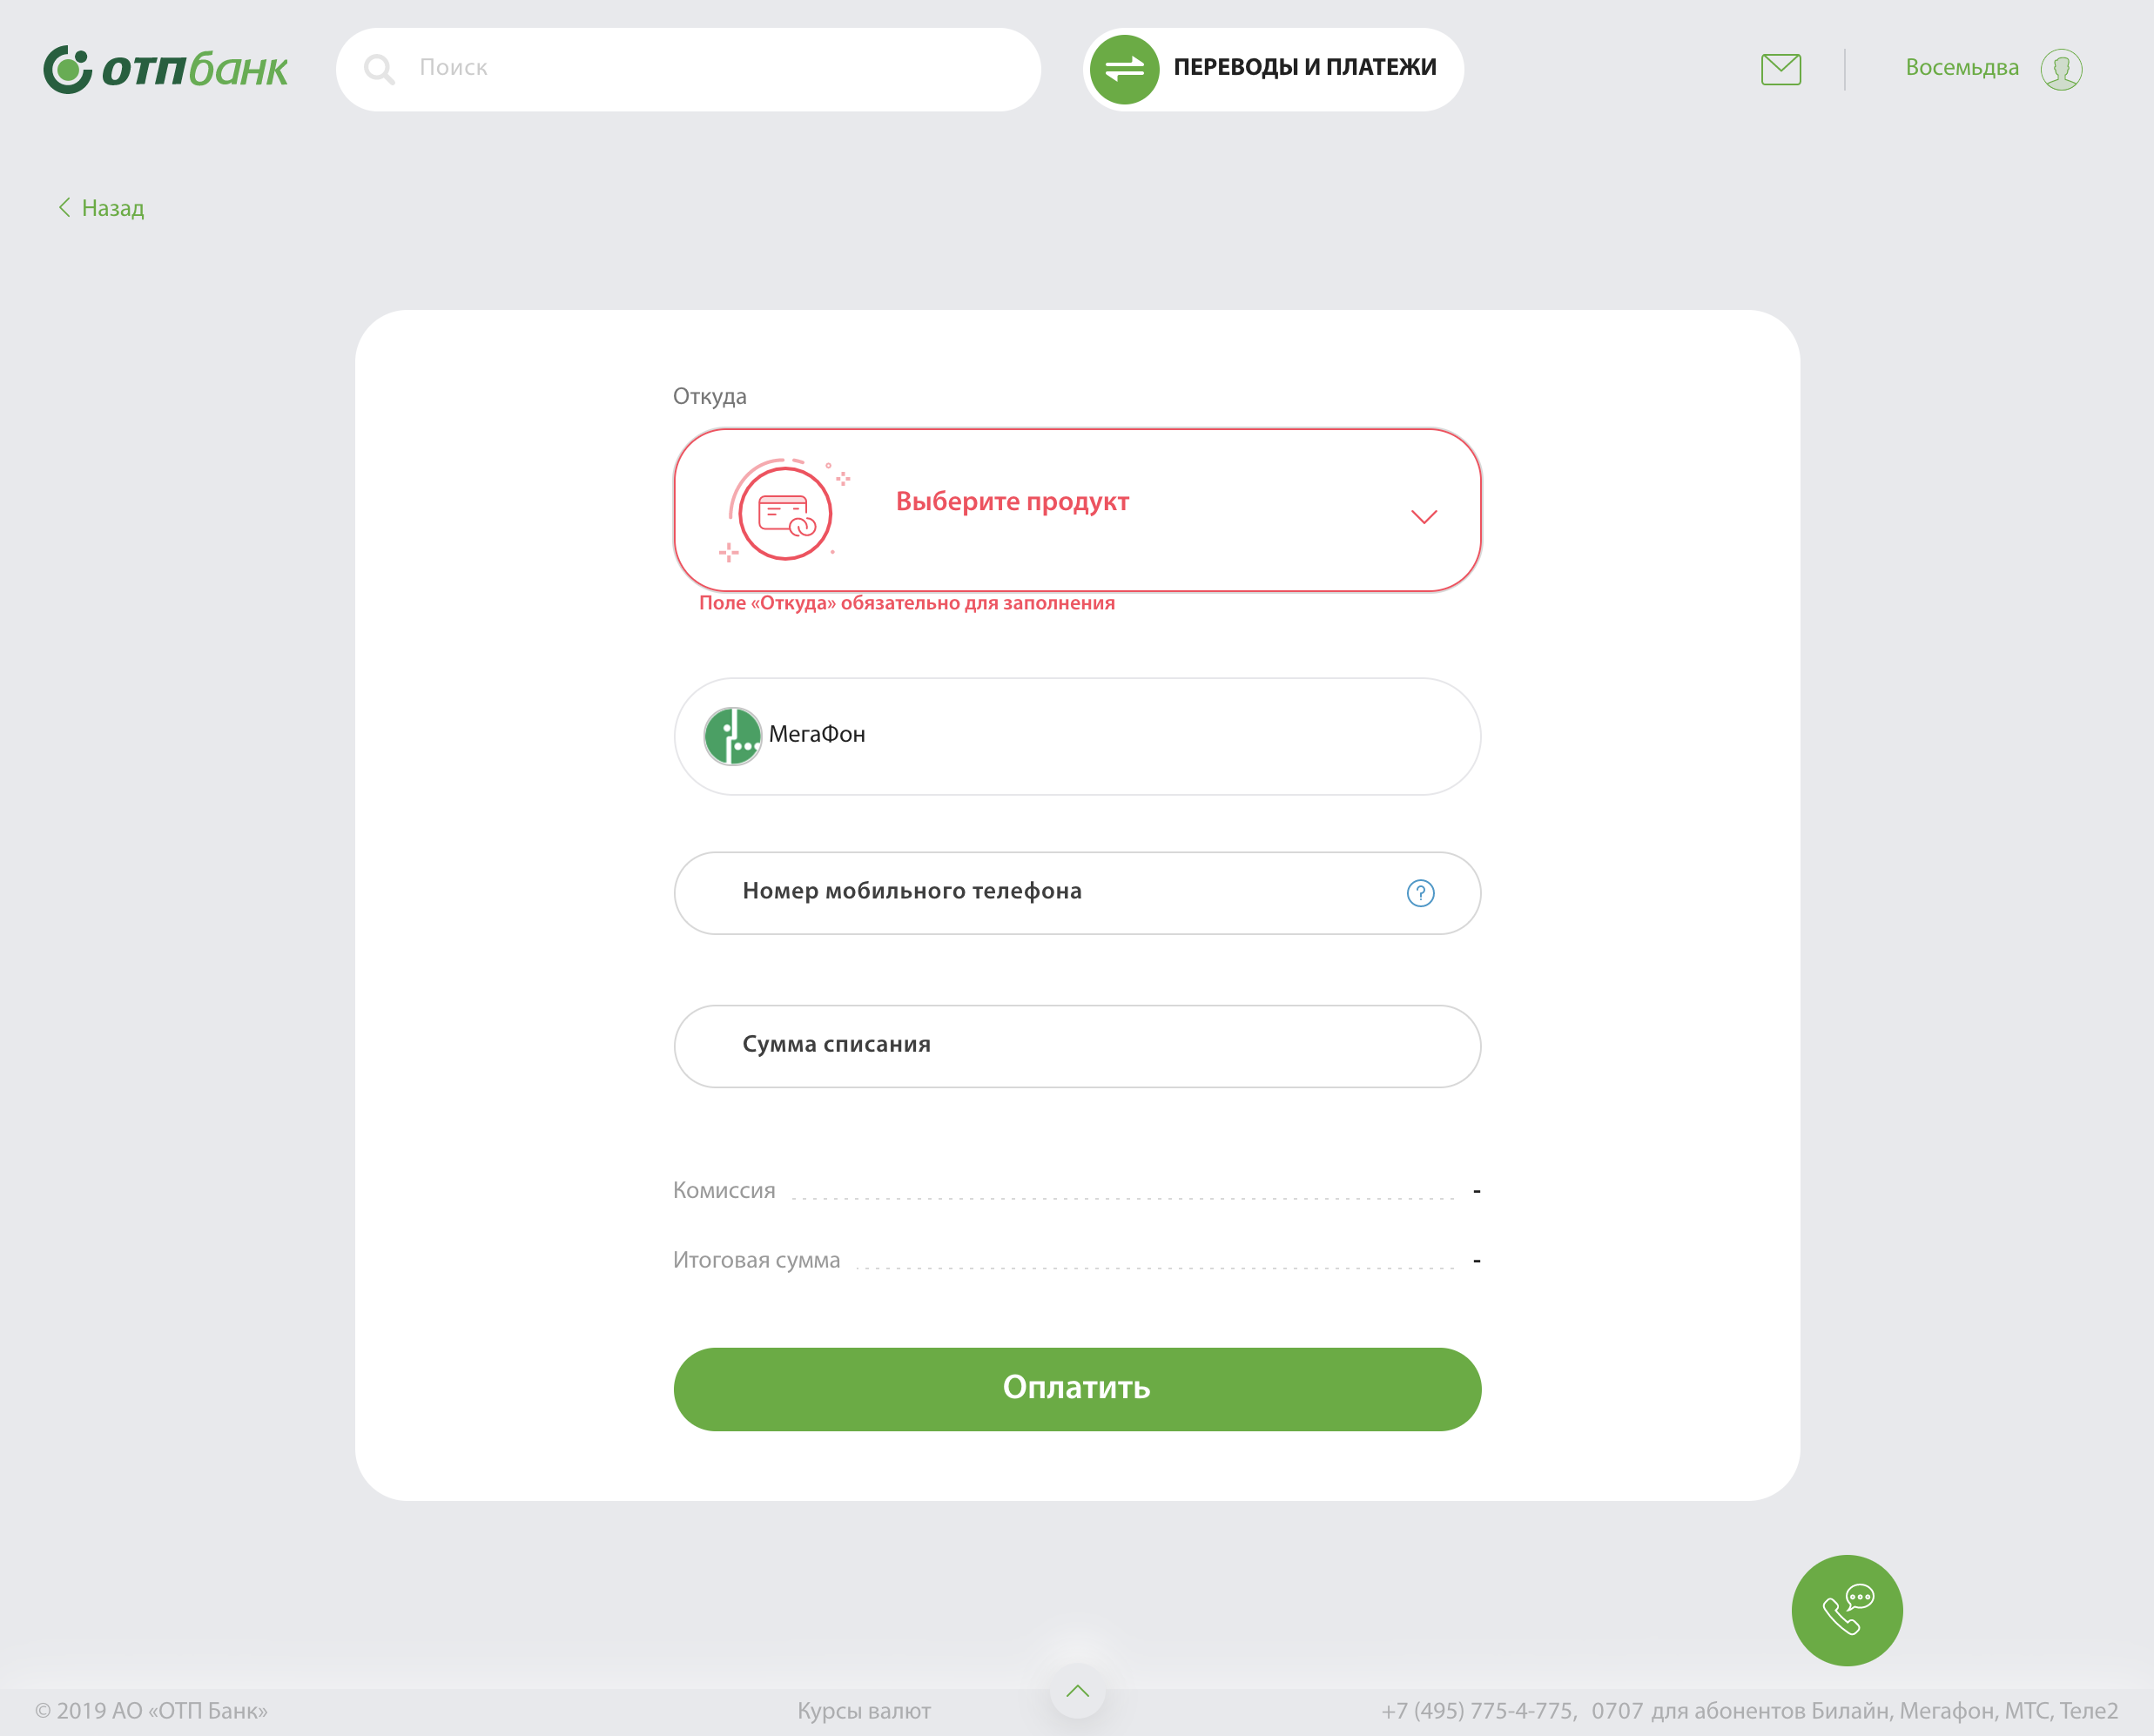 отпбанк
Поиск
ПЕРЕВОДЫ И ПЛАТЕЖИ
Восемьдва
Назад
Откуда
Выберите продукт
Поле «Откуда» обязательно для заполнения
МегаФон
Номер мобильного телефона
?
Сумма списания
Комиссия -
Итоговая сумма -
Оплатить
© 2019 АО «ОТП Банк»
Курсы валют
+7 (495) 775-4-775, 0707 для абонентов Билайн, Мегафон, МТС, Теле2